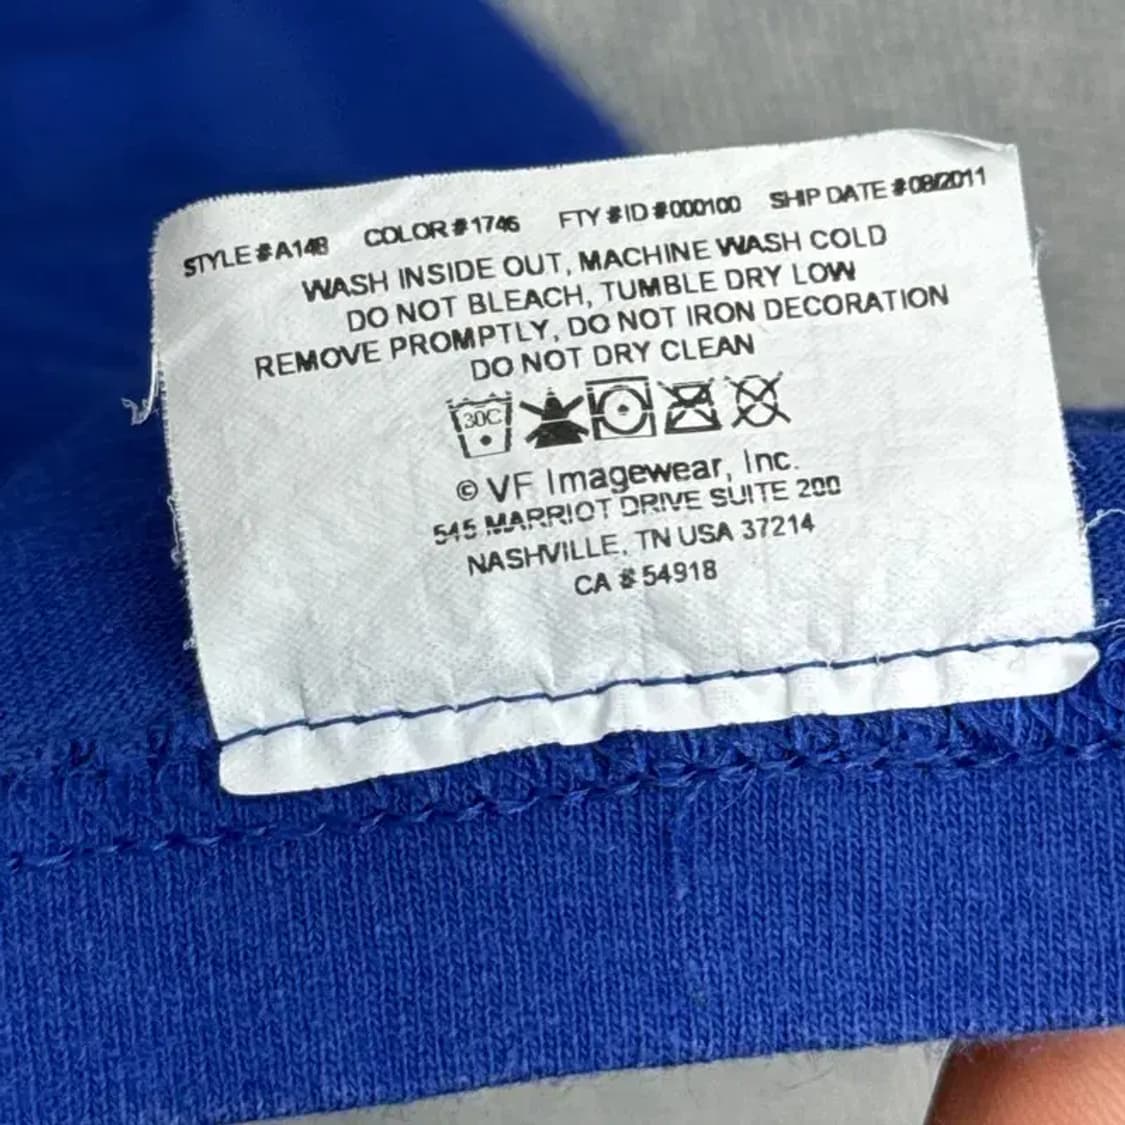 STYLE # A148 COLOR # 1746 FTY # ID # 000100 SHIP DATE # 08/2011
WASH INSIDE OUT, MACHINE WASH COLD
DO NOT BLEACH, TUMBLE DRY LOW
REMOVE PROMPTLY, DO NOT IRON DECORATION
DO NOT DRY CLEAN
30C
© VF Imagewear, Inc.
545 MARRIOT DRIVE SUITE 200
NASHVILLE, TN USA 37214
CA # 54918